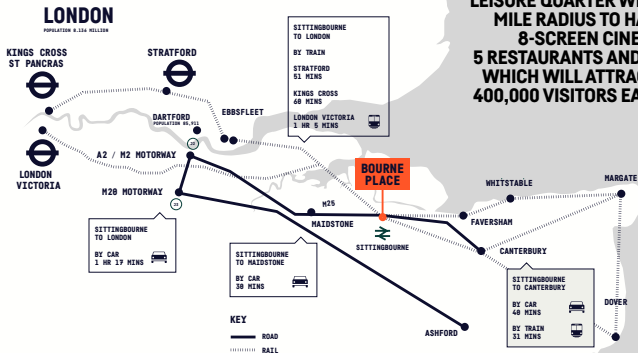 LONDON
POPULATION 8.136 MILLION
KINGS CROSS
ST PANCRAS
STRATFORD
SITTINGBOURNE
TO LONDON
BY TRAIN
STRATFORD
51 MINS
KINGS CROSS
60 MINS
LONDON VICTORIA
1 HR 5 MINS
LEISURE QUARTER
MILE RADIUS TO
8-SCREEN
5 RESTAURANTS AND
WHICH WILL
400,000 VISITORS
DARTFORD
POPULATION 85,911
EBBSFLEET
LONDON
VICTORIA
A2 / M2 MOTORWAY
M20 MOTORWAY
BOURNE
PLACE
M25
MAIDSTONE
SITTINGBOURNE
WHITSTABLE
MARGATE
FAVERSHAM
CANTERBURY
DOVER
ASHFORD
SITTINGBOURNE
TO LONDON
BY CAR
1 HR 17 MINS
SITTINGBOURNE
TO MAIDSTONE
BY CAR
30 MINS
SITTINGBOURNE
TO CANTERBURY
BY CAR
40 MINS
BY TRAIN
31 MINS
KEY
ROAD
RAIL